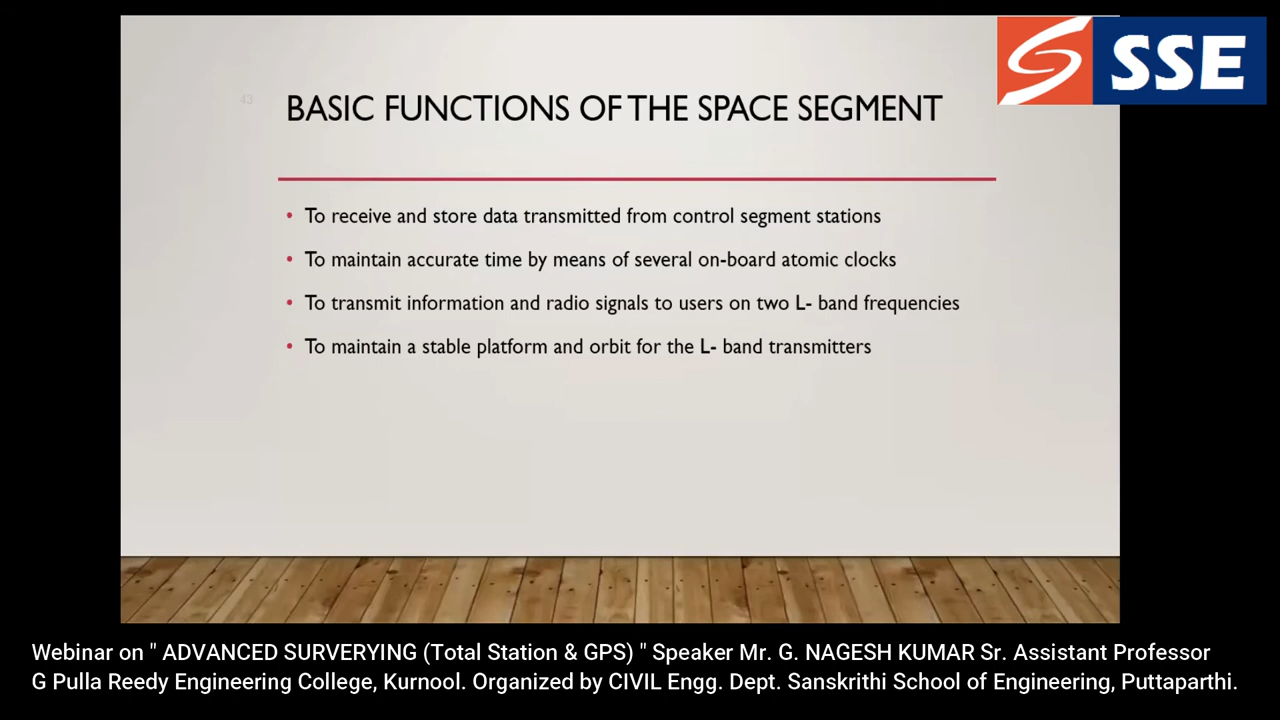 SSE
43
BASIC FUNCTIONS OF THE SPACE SEGMENT
• To receive and store data transmitted from control segment stations
• To maintain accurate time by means of several on-board atomic clocks
• To transmit information and radio signals to users on two L- band frequencies
• To maintain a stable platform and orbit for the L- band transmitters
Webinar on " ADVANCED SURVERYING (Total Station & GPS) " Speaker Mr. G. NAGESH KUMAR Sr. Assistant Professor
G Pulla Reedy Engineering College, Kurnool. Organized by CIVIL Engg. Dept. Sanskrithi School of Engineering, Puttaparthi.